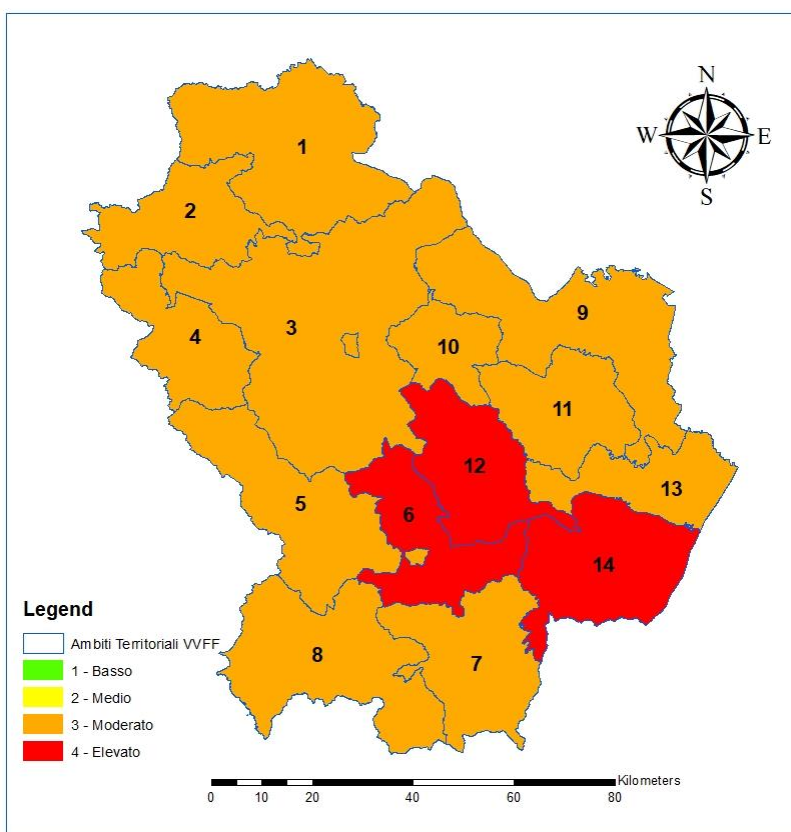 N
W E
S
1
2
3
4
9
10
11
12
13
5
6
14
8
7
Legend
Ambiti Territoriali VVFF
1 - Basso
2 - Medio
3 - Moderato
4 - Elevato
Kilometers
0 10 20 40 60 80